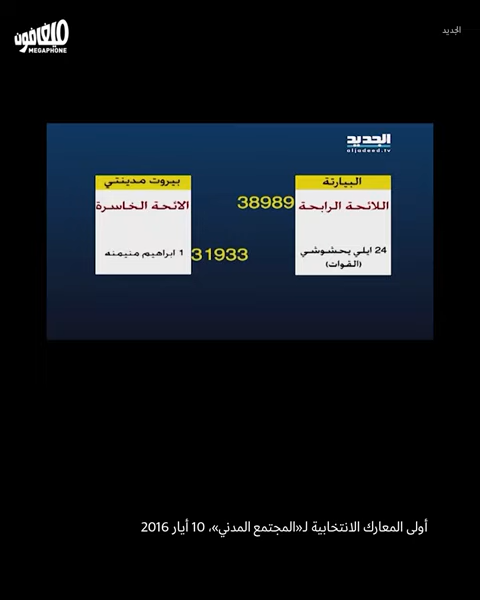 ميغافون
MEGAPHONE
الجديد
الجديد
aljadeed.tv
البيارتة
اللائحة الرابحة
38989
24 ايلي يحشوشي
(القوات)
بيروت مدينتي
الائحة الخاسرة
1 ابراهيم منيمنه
31933
أولى المعارك الانتخابية لـ«المجتمع المدني»، 10 أيار 2016